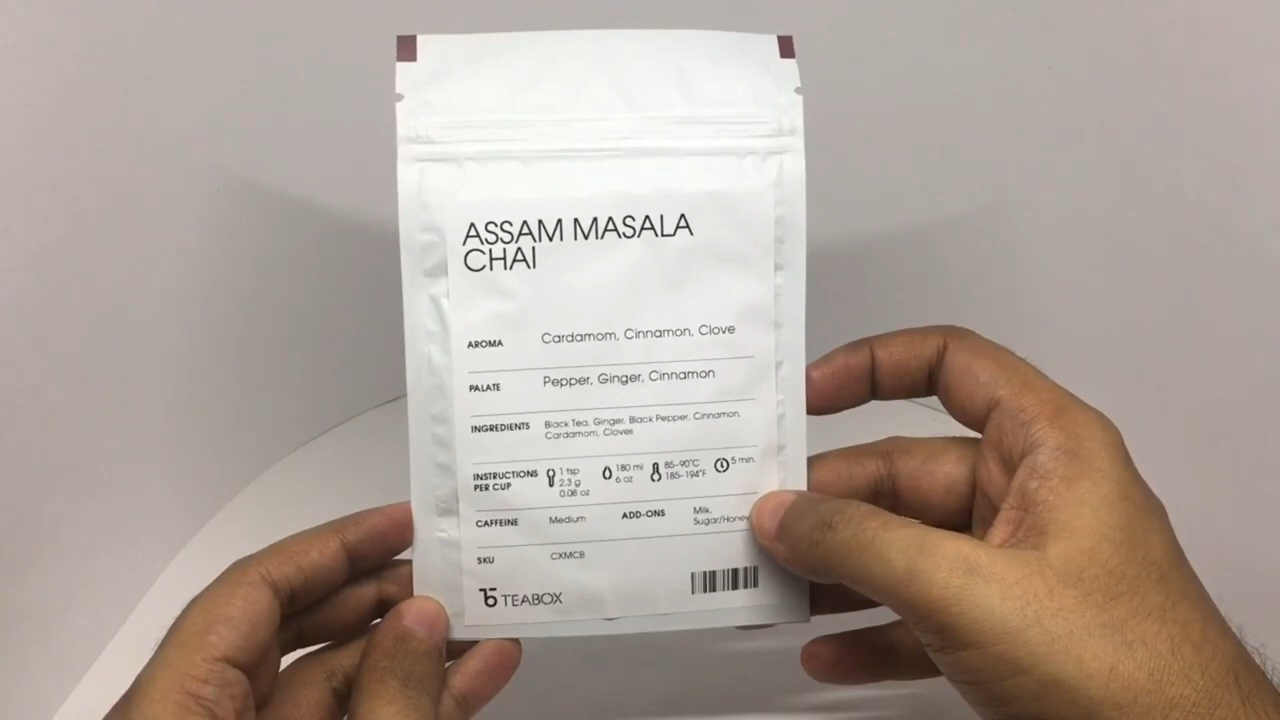 ASSAM MASALA
CHAI
AROMA Cardamom, Cinnamon, Clove
PALATE Pepper, Ginger, Cinnamon
INGREDIENTS Black Tea, Ginger, Black Pepper, Cinnamon,
Cardamom, Cloves
INSTRUCTIONS
PER CUP
1 tsp
2.3 g
0.08 oz
180 ml
6 oz
85-90°C
185-194°F
5 min.
CAFFEINE Medium
ADD-ONS Milk,
Sugar/Honey
SKU CXMCB
TEABOX